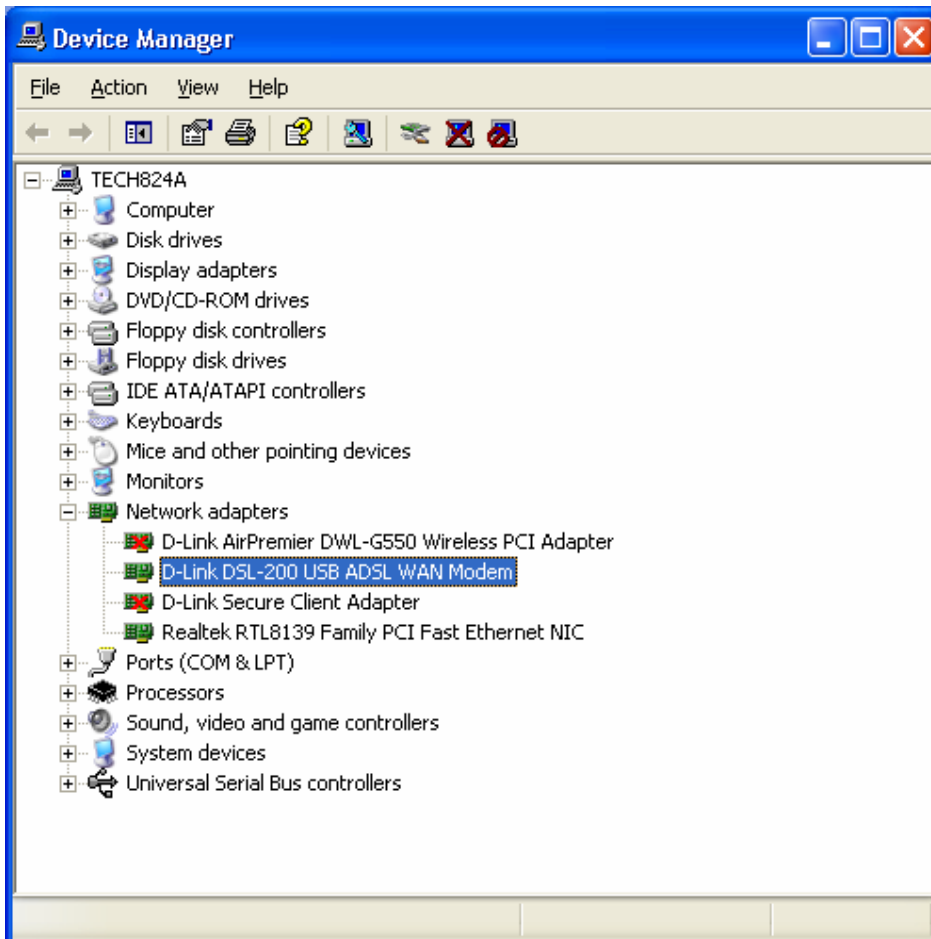 Device Manager
File Action View Help
TECH824A
Computer
Disk drives
Display adapters
DVD/CD-ROM drives
Floppy disk controllers
Floppy disk drives
IDE ATA/ATAPI controllers
Keyboards
Mice and other pointing devices
Monitors
Network adapters
D-Link AirPremier DWL-G550 Wireless PCI Adapter
D-Link DSL-200 USB ADSL WAN Modem
D-Link Secure Client Adapter
Realtek RTL8139 Family PCI Fast Ethernet NIC
Ports (COM & LPT)
Processors
Sound, video and game controllers
System devices
Universal Serial Bus controllers